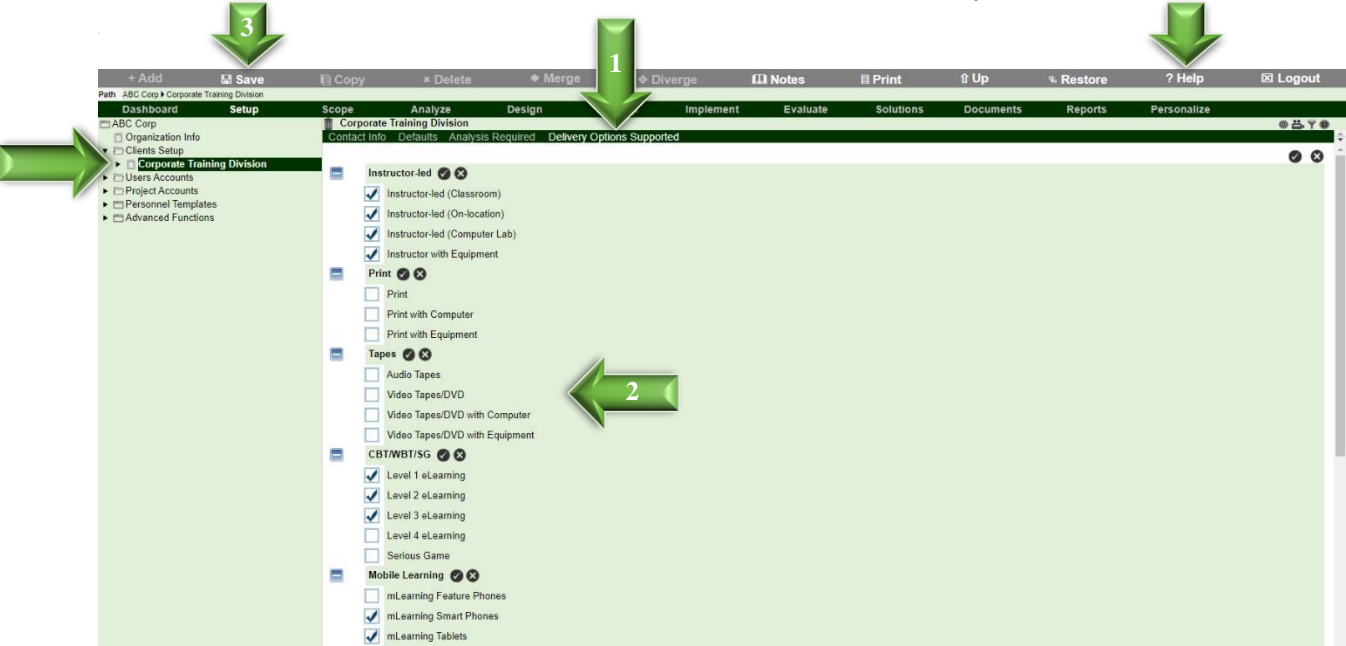 3
1
+ Add Save Copy × Delete Merge Diverge Notes Print Up Restore ? Help Logout
Path ABC Corp Corporate Training Division
Dashboard Setup Scope Analyze Design Implement Evaluate Solutions Documents Reports Personalize
ABC Corp
Organization Info
Clients Setup
Corporate Training Division
Users Accounts
Project Accounts
Personnel Templates
Advanced Functions
Corporate Training Division
Contact Info Defaults Analysis Required Delivery Options Supported
Instructor-led
Instructor-led (Classroom)
Instructor-led (On-location)
Instructor-led (Computer Lab)
Instructor with Equipment
Print
Print
Print with Computer
Print with Equipment
Tapes
Audio Tapes
Video Tapes/DVD
2
Video Tapes/DVD with Computer
Video Tapes/DVD with Equipment
CBT/WBT/SG
Level 1 eLearning
Level 2 eLearning
Level 3 eLearning
Level 4 eLearning
Serious Game
Mobile Learning
mLearning Feature Phones
mLearning Smart Phones
mLearning Tablets